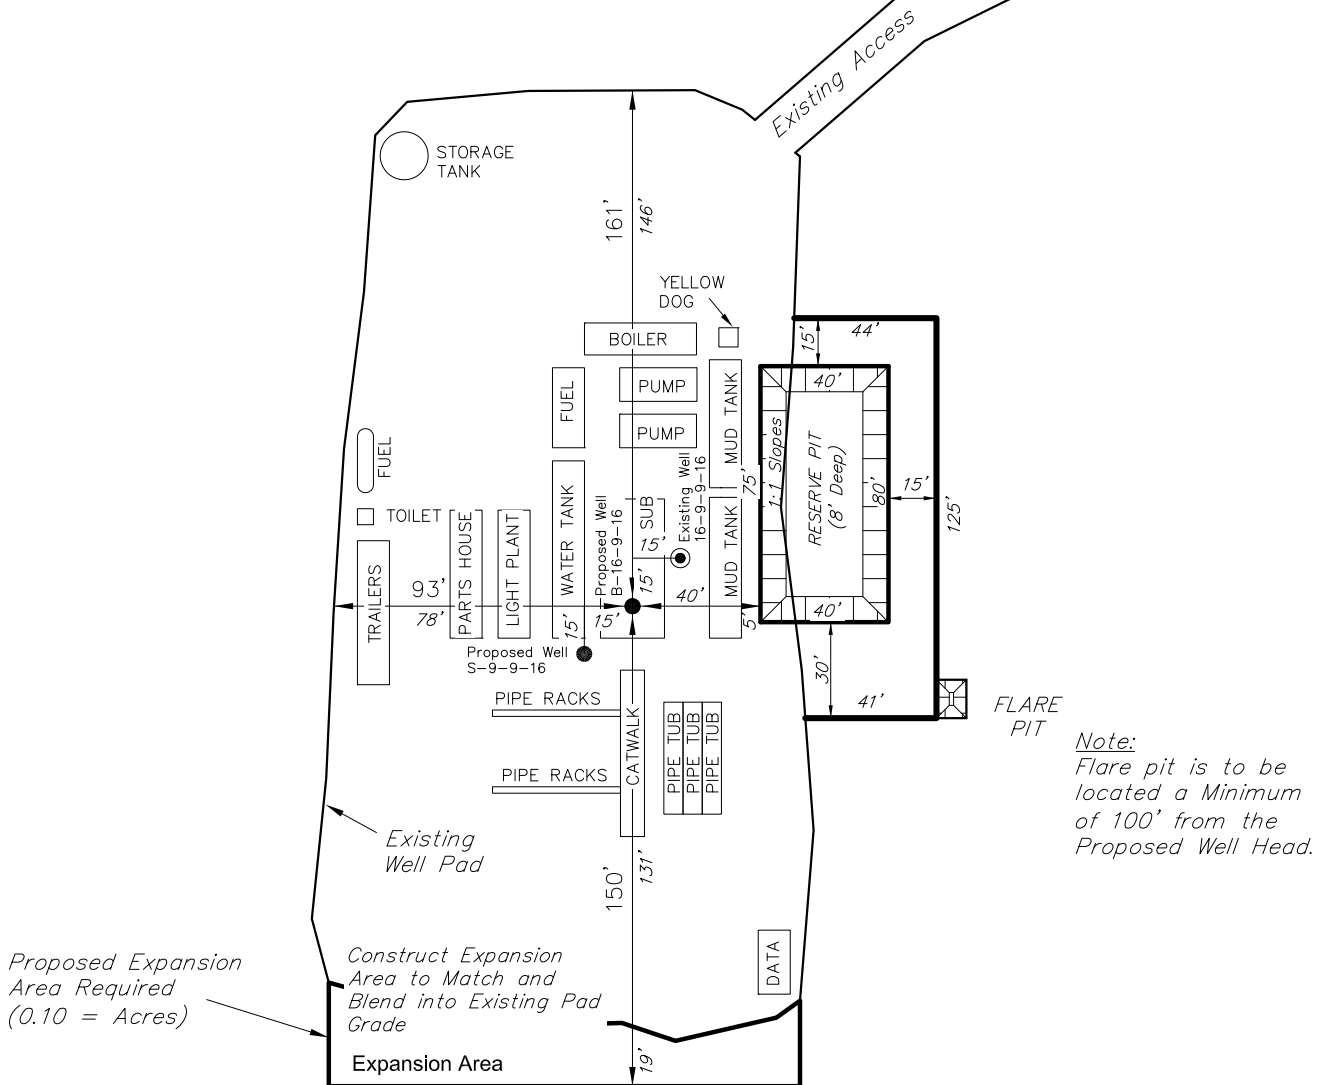 Existing Access
STORAGE
TANK
161'
146'
YELLOW
DOG
BOILER
44'
15'
FUEL
PUMP
PUMP
MUD TANK
40'
1:1 Slopes
RESERVE PIT
(8' Deep)
80'
15'
125'
75'
FUEL
TOILET
PARTS HOUSE
LIGHT PLANT
WATER TANK
Proposed Well
B-16-9-16
SUB
Existing Well
16-9-9-16
15'
15'
MUD TANK
TRAILERS
93'
78'
15'
15'
40'
5'
40'
Proposed Well
S-9-9-16
30'
41'
PIPE RACKS
CATWALK
PIPE TUB
PIPE TUB
PIPE TUB
PIPE RACKS
FLARE
PIT
Note:
Flare pit is to be
located a Minimum
of 100' from the
Proposed Well Head.
Existing
Well Pad
150'
131'
DATA
Proposed Expansion
Area Required
(0.10 = Acres)
Construct Expansion
Area to Match and
Blend into Existing Pad
Grade
Expansion Area
19'